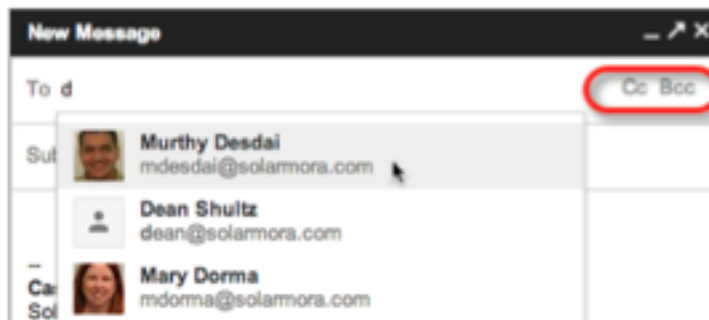 New Message
To d
Cc Bcc
Sub
Murthy Desdai
mdesdai@solarmora.com
Dean Shultz
dean@solarmora.com
Mary Dorma
mdorma@solarmora.com
--
Cas
Sol